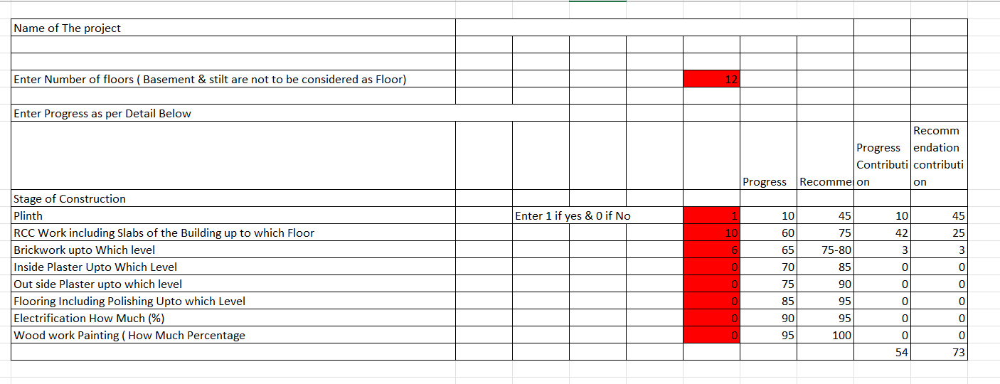 Name of The project
Enter Number of floors ( Basement & stilt are not to be considered as Floor) 12
Enter Progress as per Detail Below
Progress Recomme Progress Contributi on Recomm endation contributi on
Stage of Construction
Plinth Enter 1 if yes & 0 if No 1 10 45 10 45
RCC Work including Slabs of the Building up to which Floor 10 60 75 42 25
Brickwork upto Which level 6 65 75-80 3 3
Inside Plaster Upto Which Level 0 70 85 0 0
Out side Plaster upto which level 0 75 90 0 0
Flooring Including Polishing Upto which Level 0 85 95 0 0
Electrification How Much (%) 0 90 95 0 0
Wood work Painting ( How Much Percentage 0 95 100 0 0
54 73